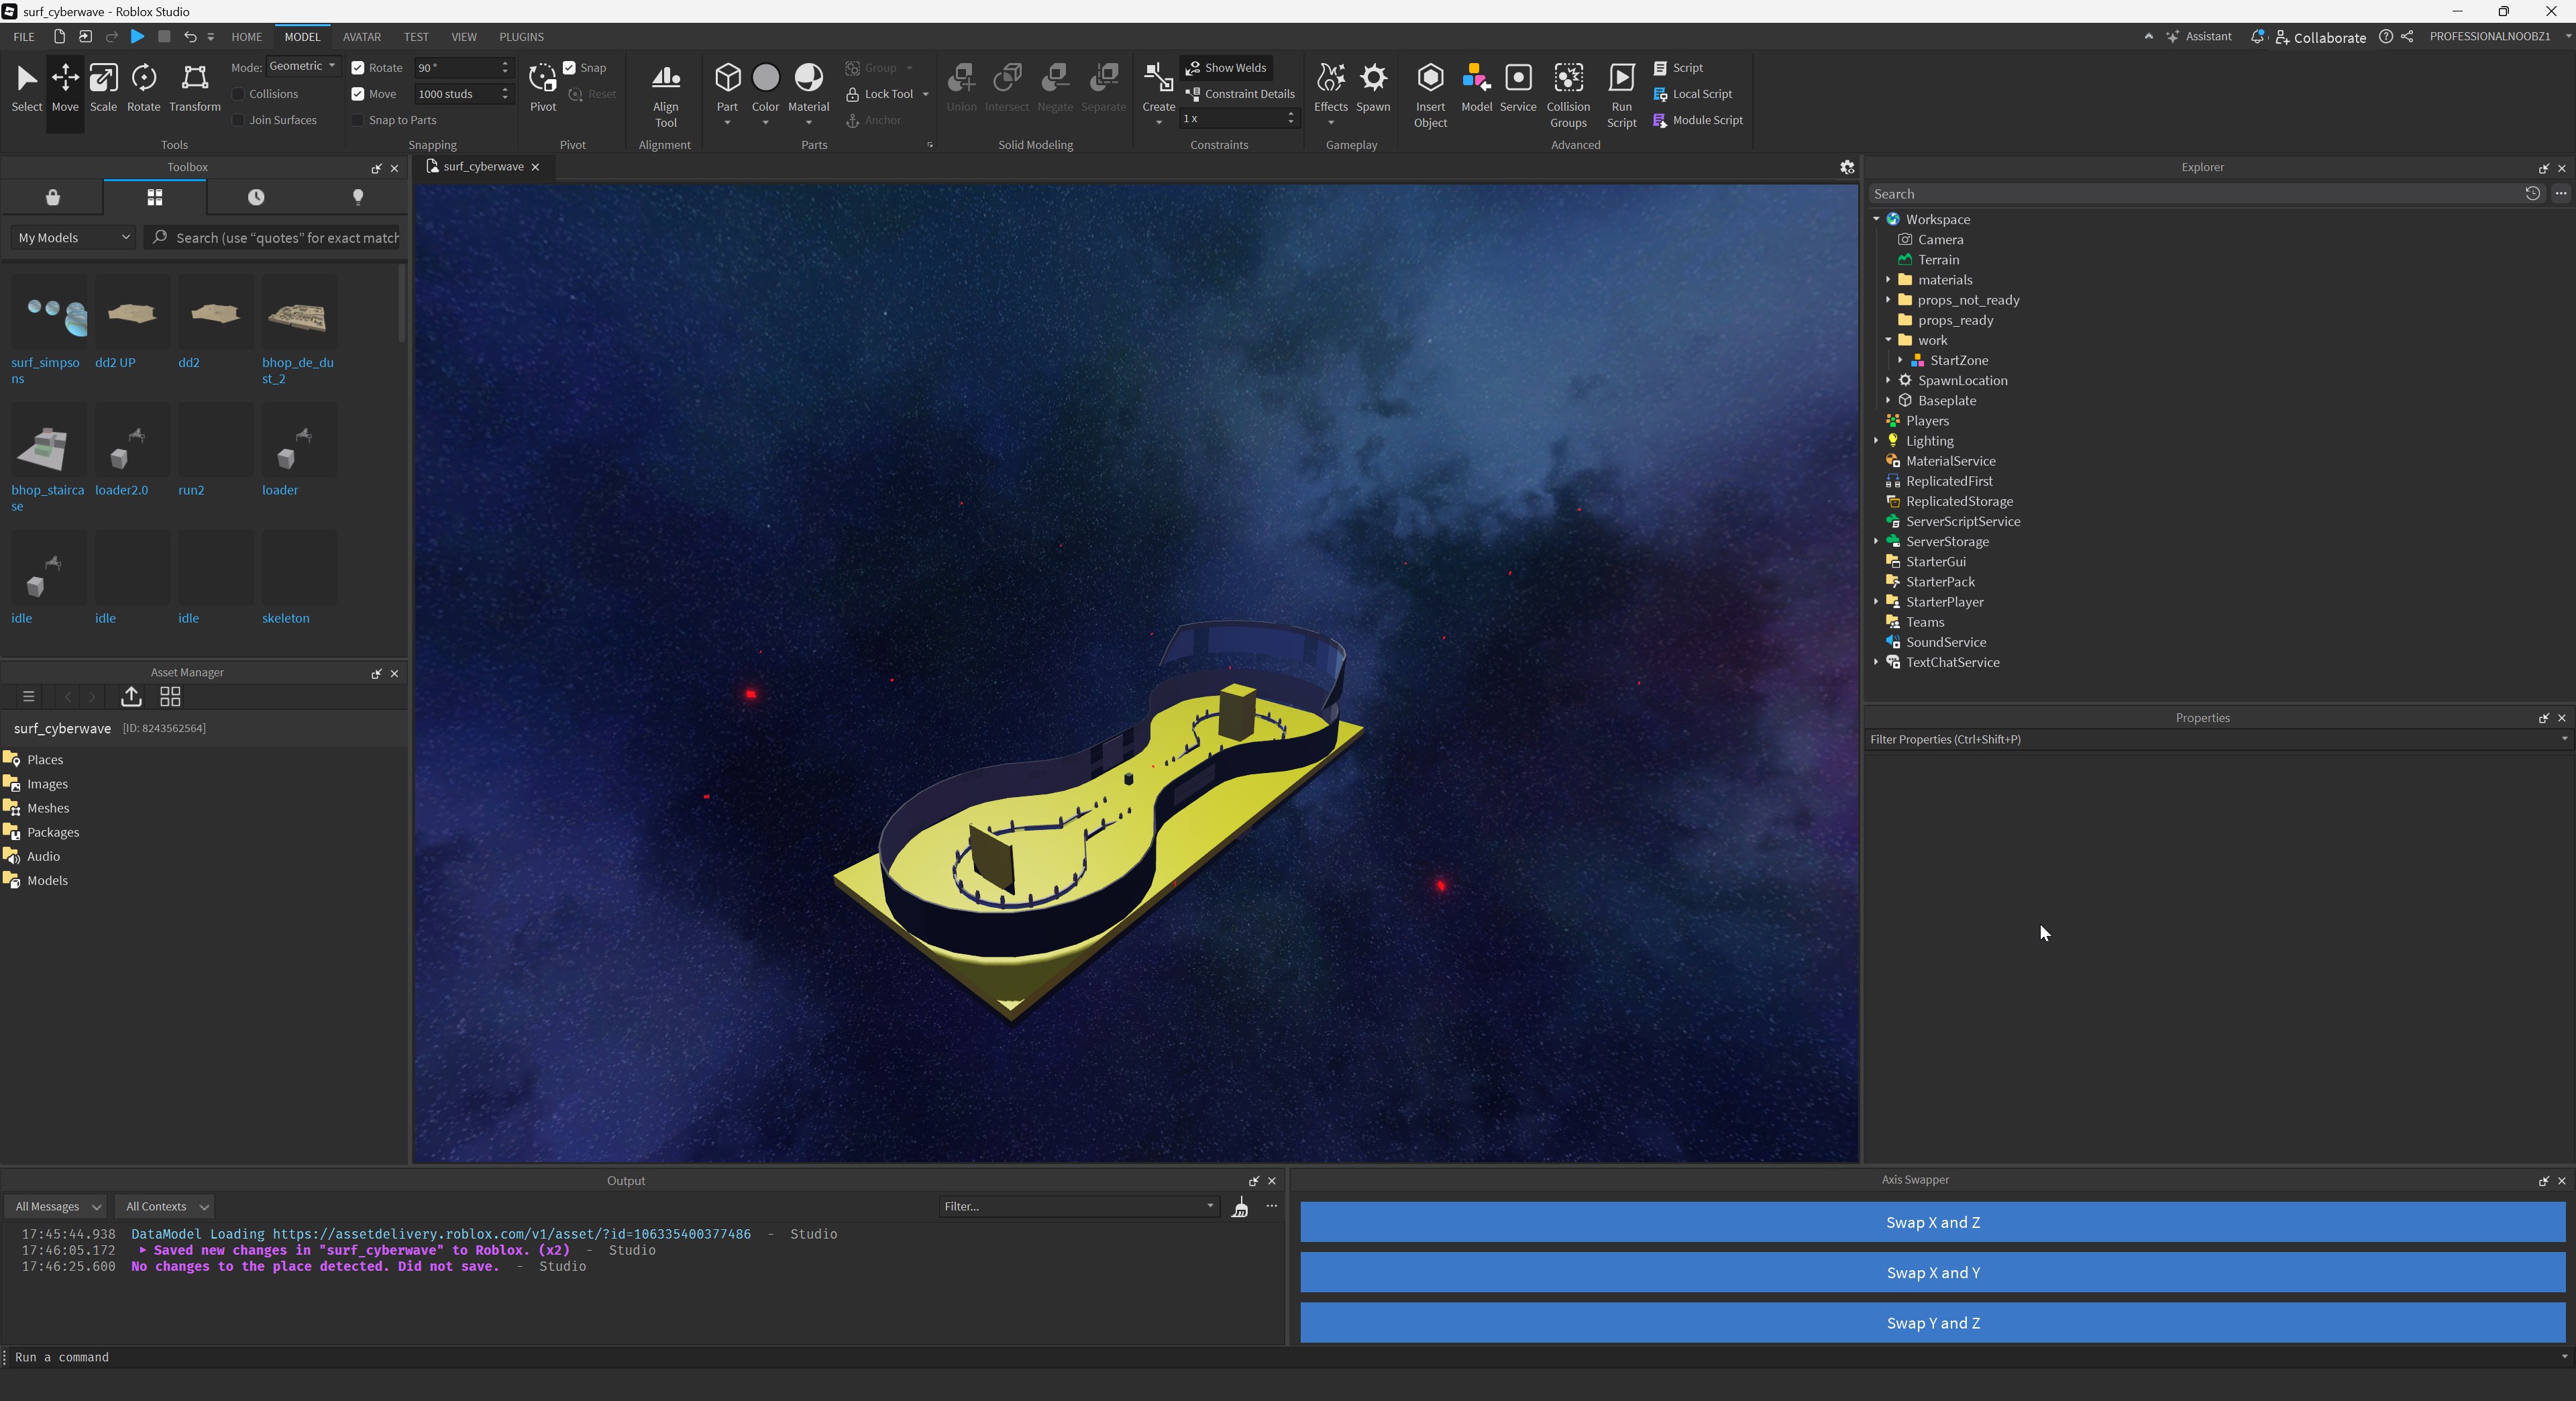 surf_cyberwave - Roblox Studio
FILE HOME MODEL AVATAR TEST VIEW PLUGINS Assistant Collaborate PROFESSIONALNOOBZ1
Select Move Scale Rotate Transform
Mode: Geometric
Collisions
Join Surfaces
Tools
Rotate 90 °
Move 1000 studs
Snap to Parts
Snapping
Pivot Snap
Reset
Pivot
Align Tool
Alignment
Part Color Material
Group
Lock Tool
Anchor
Parts
Union Intersect Negate Separate
Solid Modeling
Create
Show Welds
Constraint Details
1 x
Constraints
Effects Spawn
Gameplay
Insert Object Model Service Collision Groups Run Script
Script
Local Script
Module Script
Advanced
Toolbox
My Models Search (use “quotes” for exact match
surf_simpsons dd2 UP dd2 bhop_de_dust_2
bhop_staircase loader2.0 run2 loader
idle idle idle skeleton
Asset Manager
surf_cyberwave [ID: 8243562564]
Places
Images
Meshes
Packages
Audio
Models
surf_cyberwave
Explorer
Search
Workspace
Camera
Terrain
materials
props_not_ready
props_ready
work
StartZone
SpawnLocation
Baseplate
Players
Lighting
MaterialService
ReplicatedFirst
ReplicatedStorage
ServerScriptService
ServerStorage
StarterGui
StarterPack
StarterPlayer
Teams
SoundService
TextChatService
Properties
Filter Properties (Ctrl+Shift+P)
Output
All Messages All Contexts Filter...
17:45:44.938 DataModel Loading https://assetdelivery.roblox.com/v1/asset/?id=106335400377486 - Studio
17:46:05.172 Saved new changes in "surf_cyberwave" to Roblox. (x2) - Studio
17:46:25.600 No changes to the place detected. Did not save. - Studio
Axis Swapper
Swap X and Z
Swap X and Y
Swap Y and Z
Run a command